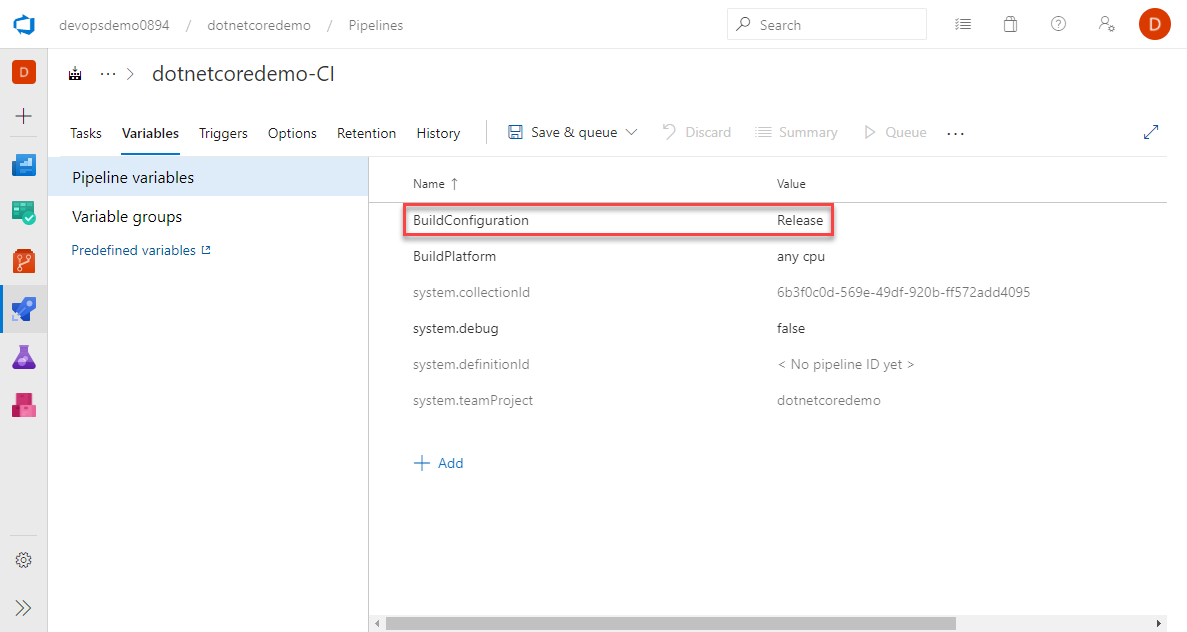 devopsdemo0894 / dotnetcoredemo / Pipelines
Search
D
D
... > dotnetcoredemo-CI
Tasks Variables Triggers Options Retention History Save & queue Discard Summary Queue ...
Pipeline variables
Variable groups
Predefined variables
Name ↑ Value
BuildConfiguration Release
BuildPlatform any cpu
system.collectionId 6b3f0c0d-569e-49df-920b-ff572add4095
system.debug false
system.definitionId < No pipeline ID yet >
system.teamProject dotnetcoredemo
+ Add